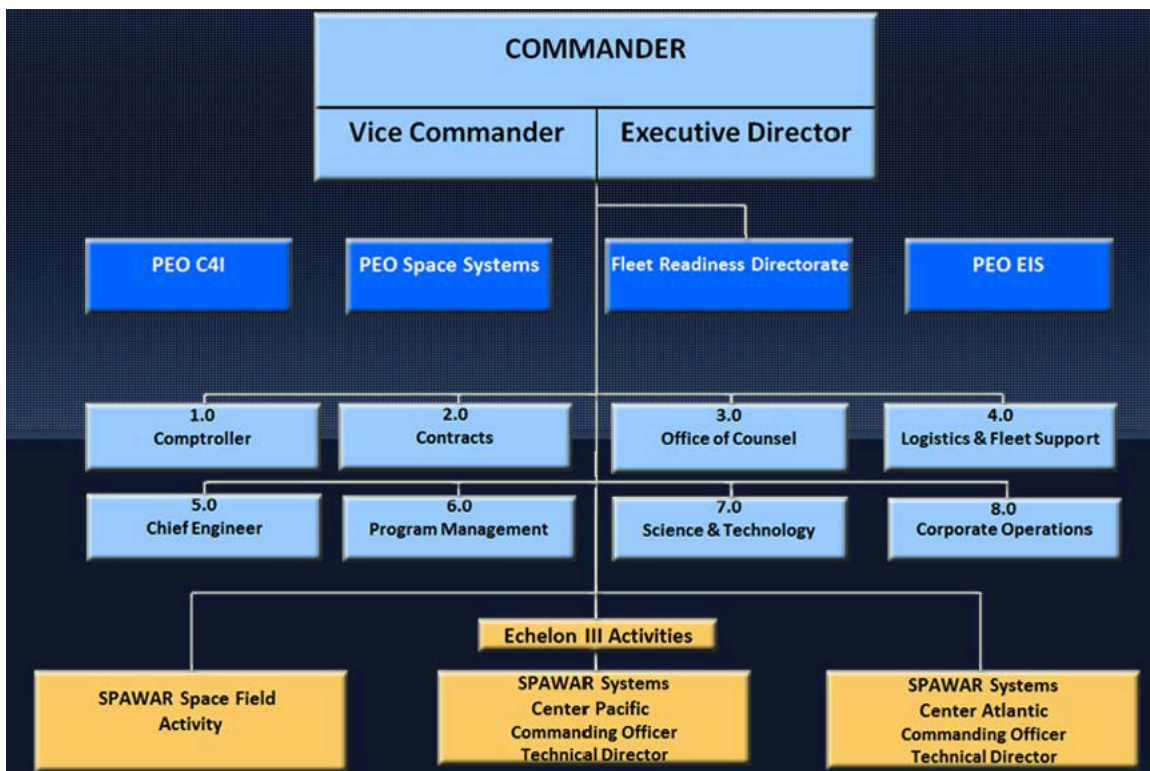 COMMANDER
Vice Commander
Executive Director
PEO C4I
PEO Space Systems
Fleet Readiness Directorate
PEO EIS
1.0
Comptroller
2.0
Contracts
3.0
Office of Counsel
4.0
Logistics & Fleet Support
5.0
Chief Engineer
6.0
Program Management
7.0
Science & Technology
8.0
Corporate Operations
Echelon III Activities
SPAWAR Space Field
Activity
SPAWAR Systems
Center Pacific
Commanding Officer
Technical Director
SPAWAR Systems
Center Atlantic
Commanding Officer
Technical Director